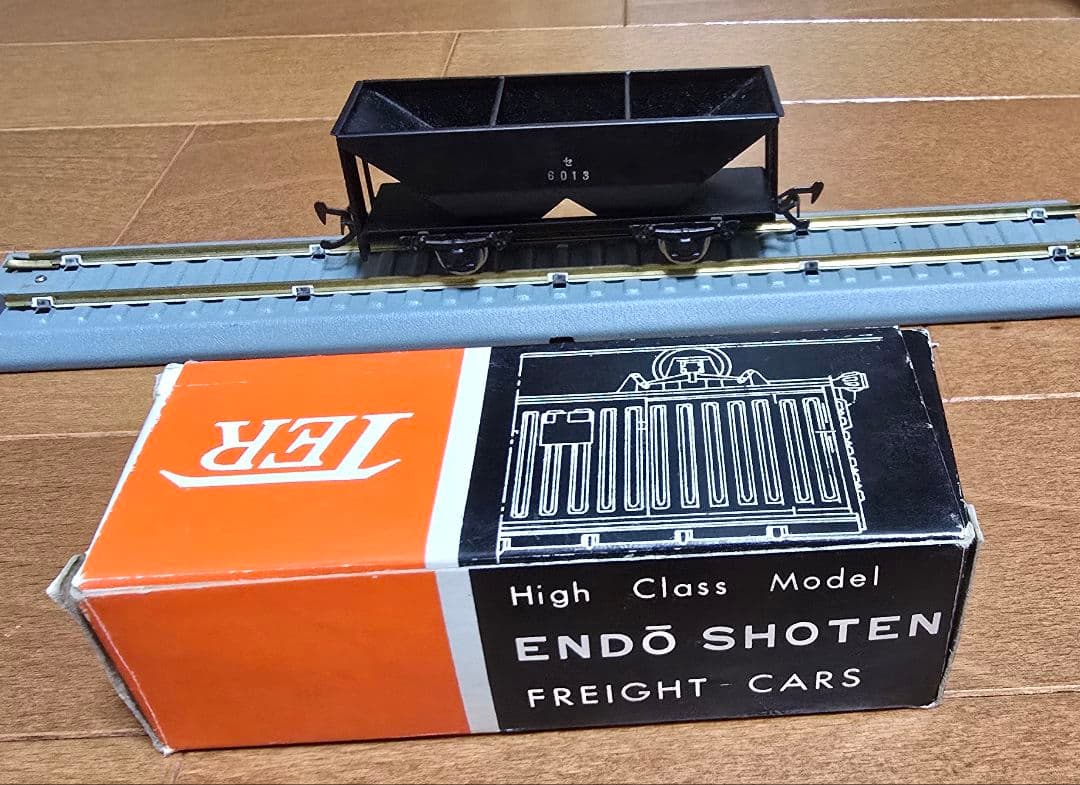 セ
6013
TER
High Class Model
ENDŌ SHOTEN
FREIGHT-CARS